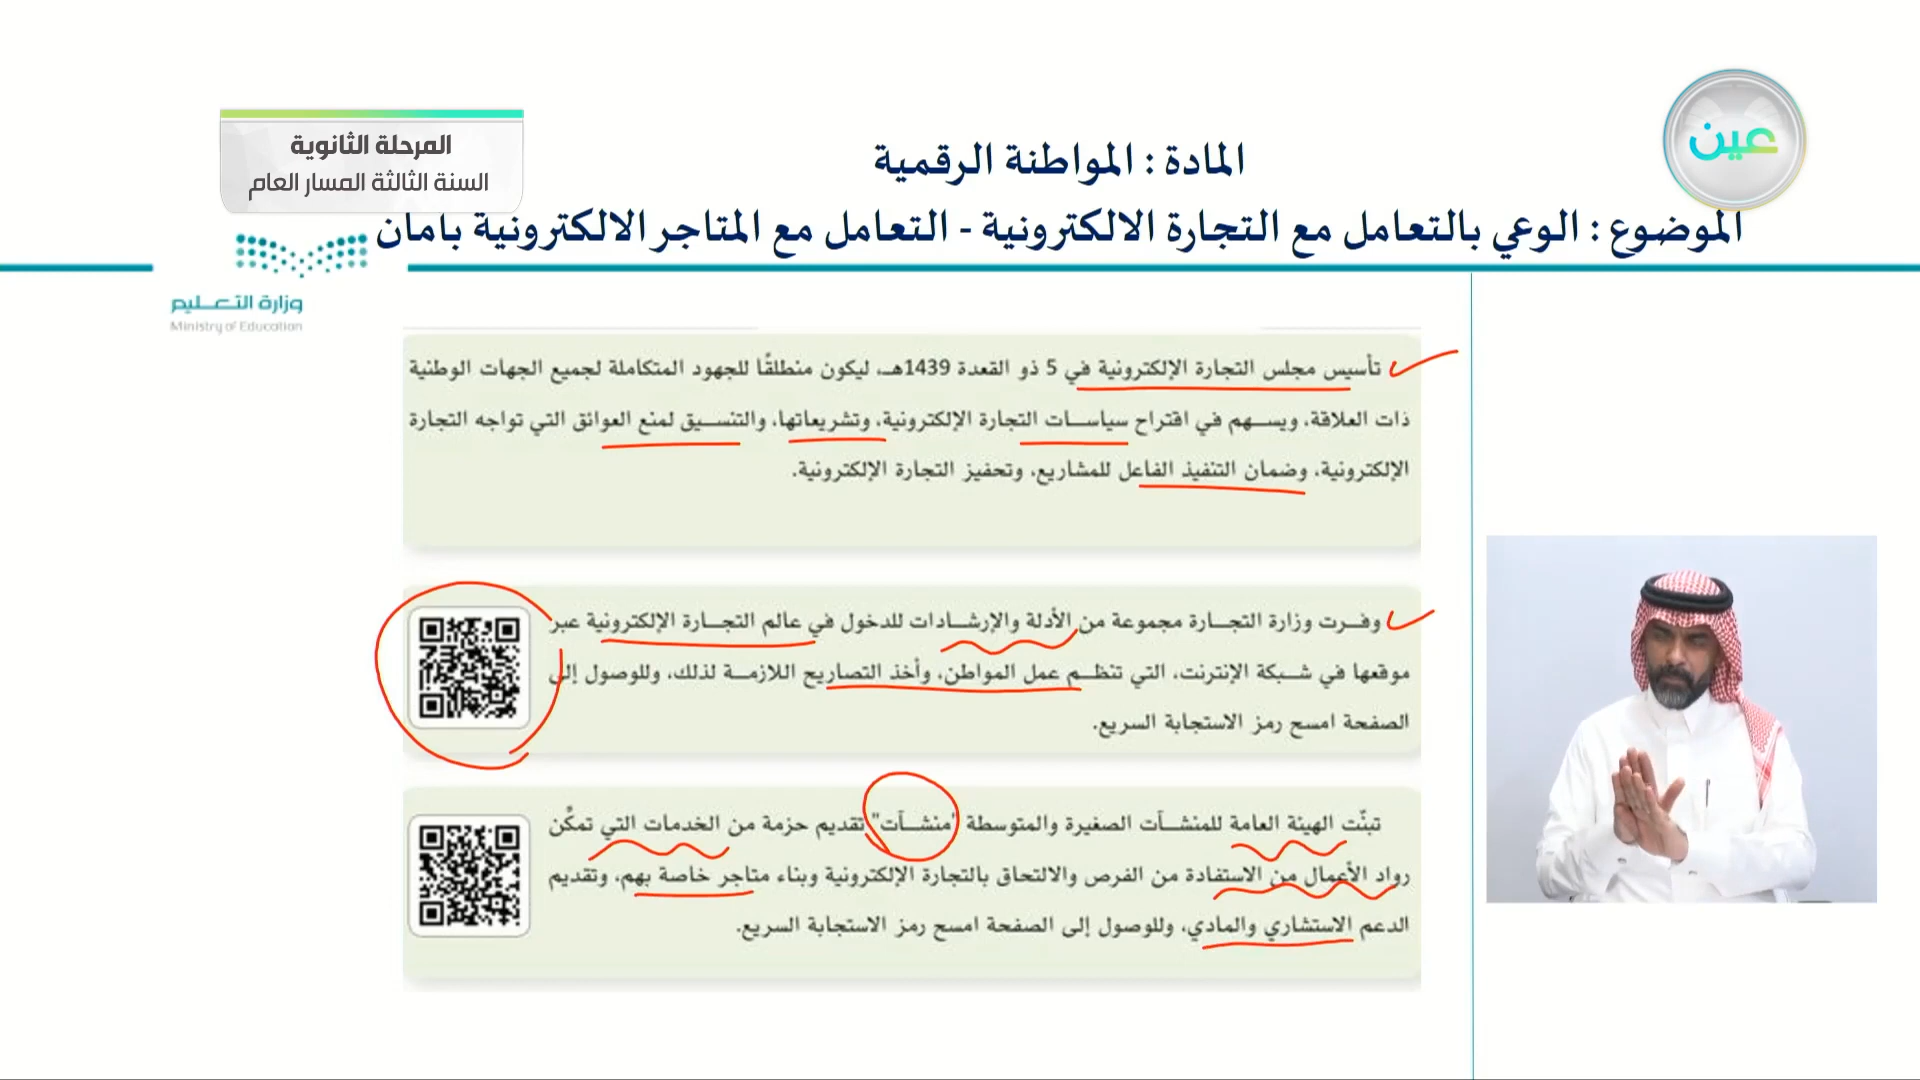 عين
المرحلة الثانوية
السنة الثالثة المسار العام
المادة : المواطنة الرقمية
الموضوع : الوعي بالتعامل مع التجارة الالكترونية - التعامل مع المتاجر الالكترونية بامان
وزارة التعليم
Ministry of Education
تأسيس مجلس التجارة الإلكترونية في 5 ذو القعدة 1439هـ، ليكون منطلقًا للجهود المتكاملة لجميع الجهات الوطنية
ذات العلاقة، ويسهم في اقتراح سياسات التجارة الإلكترونية، وتشريعاتها، والتنسيق لمنع العوائق التي تواجه التجارة
الإلكترونية، وضمان التنفيذ الفاعل للمشاريع، وتحفيز التجارة الإلكترونية.
وفرت وزارة التجارة مجموعة من الأدلة والإرشادات للدخول في عالم التجارة الإلكترونية عبر
موقعها في شبكة الإنترنت، التي تنظم عمل المواطن، وأخذ التصاريح اللازمة لذلك، وللوصول إلى
الصفحة امسح رمز الاستجابة السريع.
تبنّت الهيئة العامة للمنشآت الصغيرة والمتوسطة "منشآت" تقديم حزمة من الخدمات التي تمكّن
رواد الأعمال من الاستفادة من الفرص والالتحاق بالتجارة الإلكترونية وبناء متاجر خاصة بهم، وتقديم
الدعم الاستشاري والمادي، وللوصول إلى الصفحة امسح رمز الاستجابة السريع.